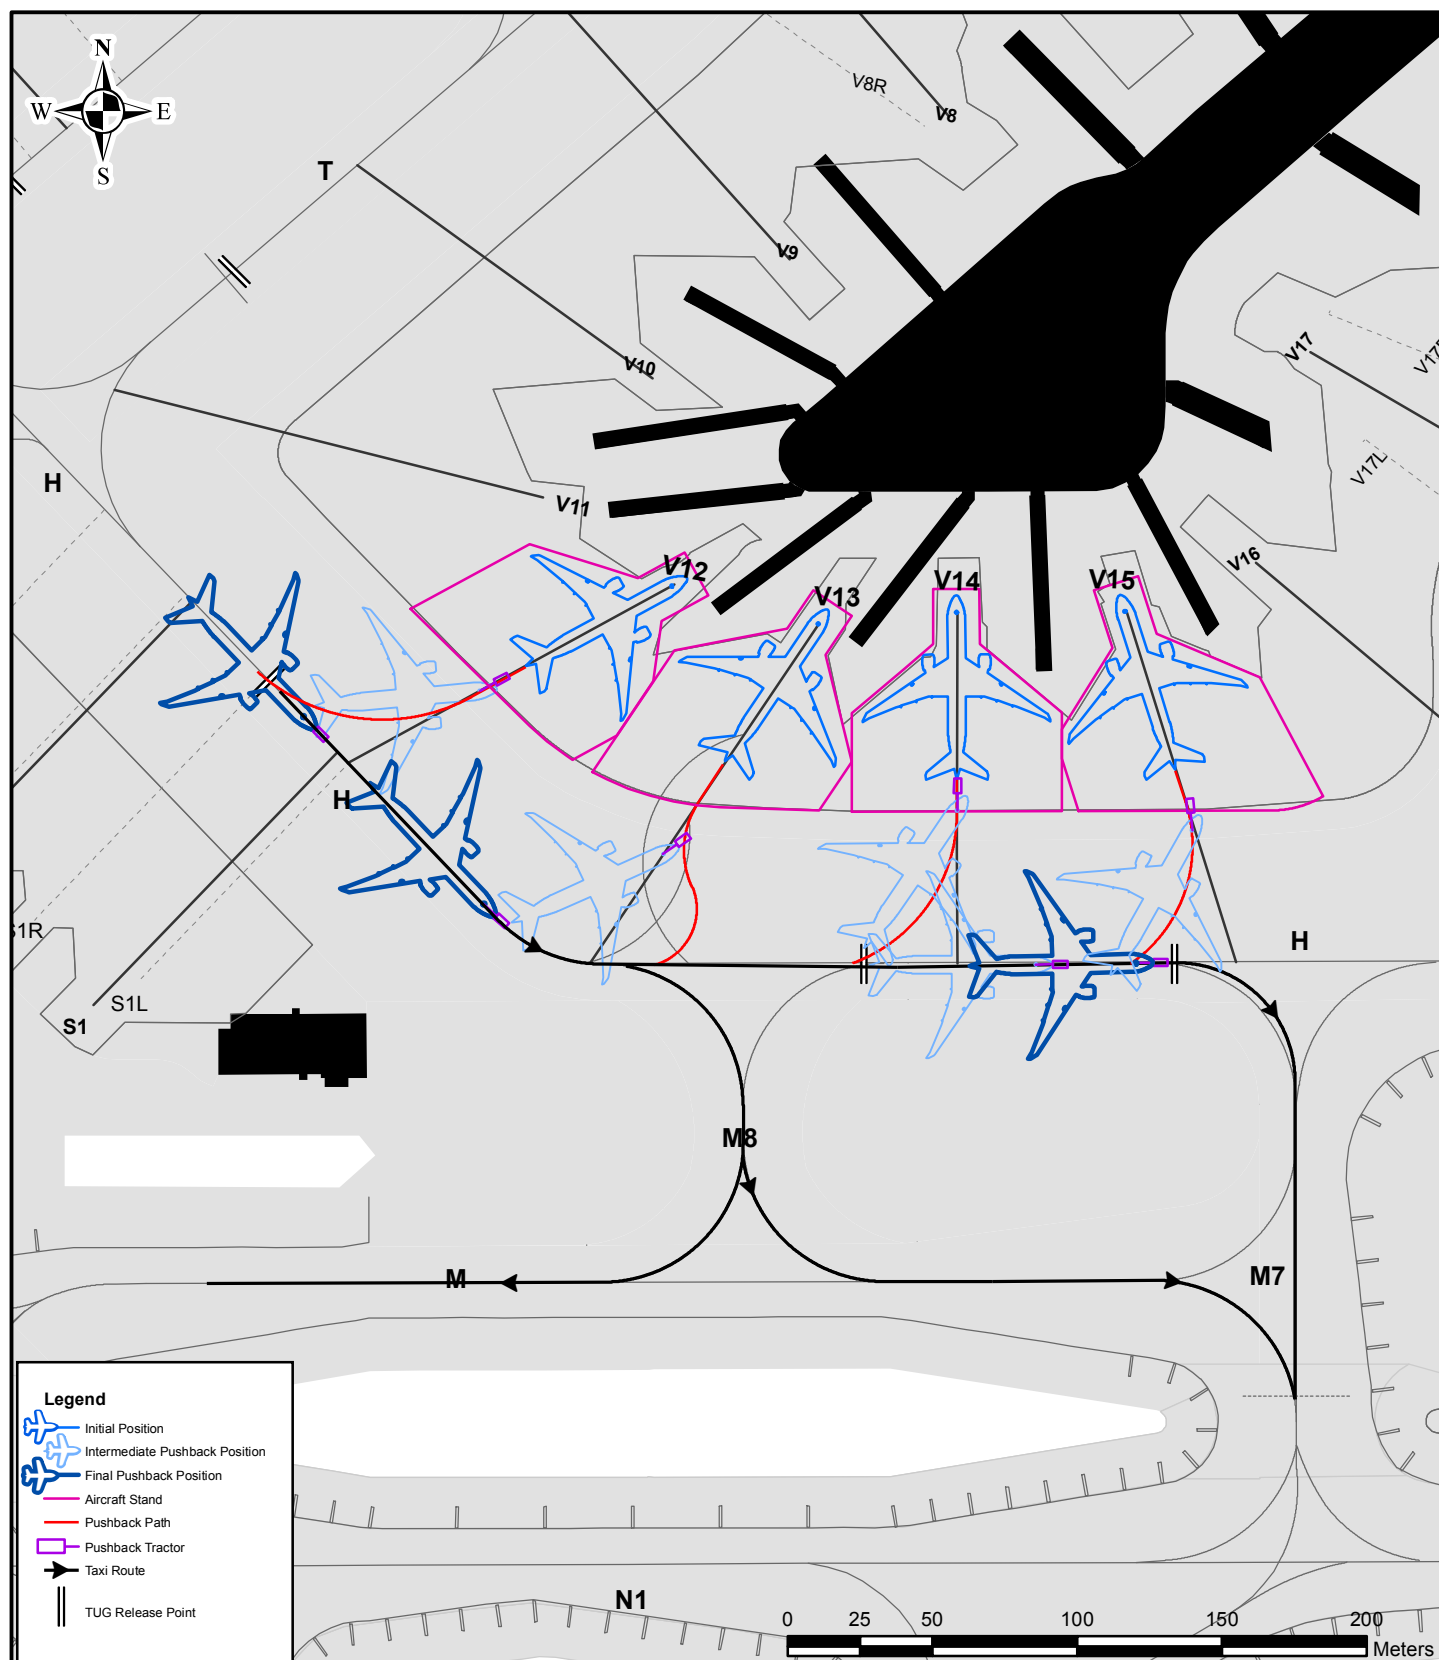 N
W E
S
T
V8R
V8
V9
V10
V11
V17
H
V17L
V16
V12
V13
V14
V15
H
H
S1R
S1L
S1
M8
M
M7
N1
Legend
Initial Position
Intermediate Pushback Position
Final Pushback Position
Aircraft Stand
Pushback Path
Pushback Tractor
Taxi Route
TUG Release Point
0 25 50 100 150 200
Meters